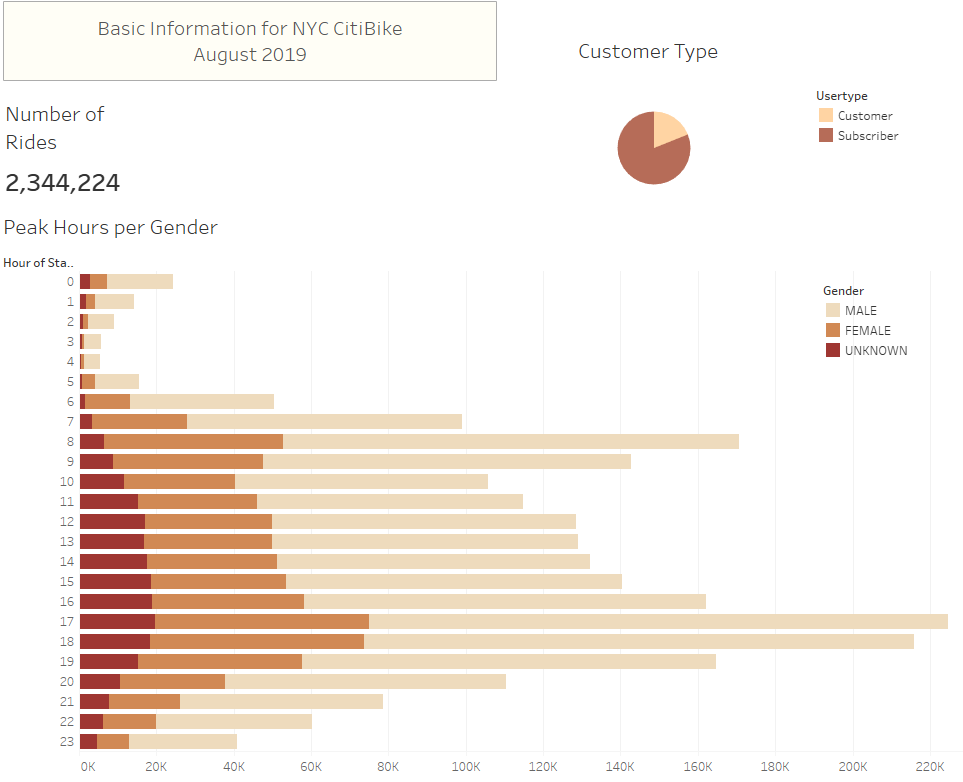 Basic Information for NYC CitiBike
August 2019
Customer Type
Usertype
Customer
Subscriber
Number of
Rides
2,344,224
Peak Hours per Gender
Hour of Sta..
Gender
MALE
FEMALE
UNKNOWN
0
1
2
3
4
5
6
7
8
9
10
11
12
13
14
15
16
17
18
19
20
21
22
23
0K 20K 40K 60K 80K 100K 120K 140K 160K 180K 200K 220K